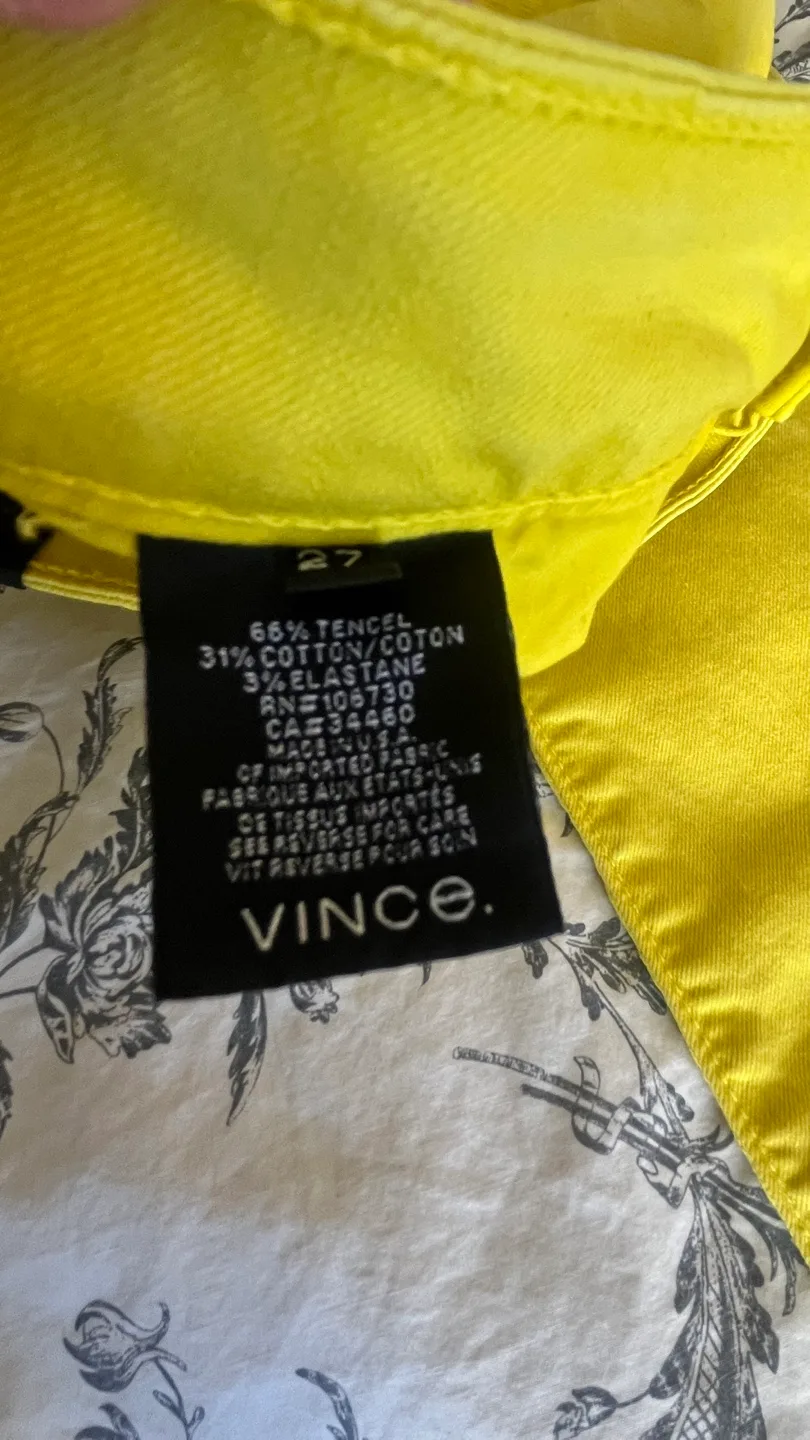 27
66% TENCEL
31% COTTON/COTON
3% ELASTANE
RN=106730
CA=34460
MADE IN U.S.A.
OF IMPORTED FABRIC
FABRIQUE AUX ÉTATS-UNIS
DE TISSUS IMPORTÉS
SEE REVERSE FOR CARE
VIT REVERSE POUR SOIN
VINCE.